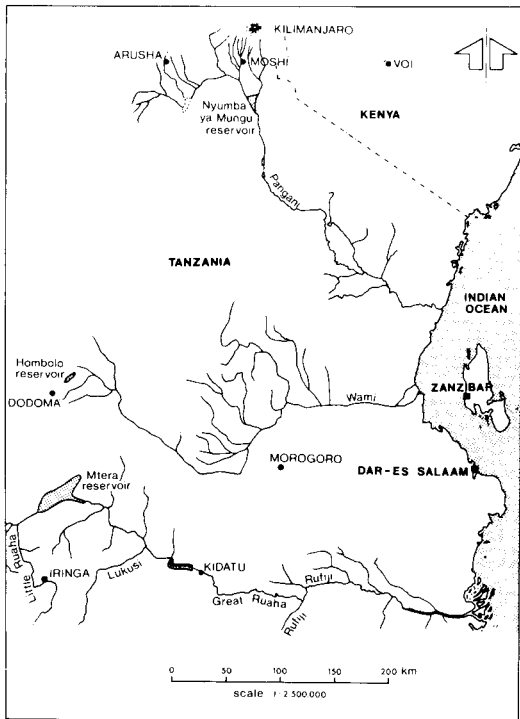 KILIMANJARO
ARUSHA
MOSHI
VOI
Nyumba
ya Mungu
reservoir
KENYA
Pangani
TANZANIA
INDIAN
OCEAN
Hombolo
reservoir
DODOMA
ZANZIBAR
Wami
MOROGORO
DAR-ES SALAAM
Mtera
reservoir
Little Ruaha
IRINGA
Lukusi
KIDATU
Great Ruaha
Rufiji
Rufiji
0 50 100 150 200 km
scale 1:2 500.000